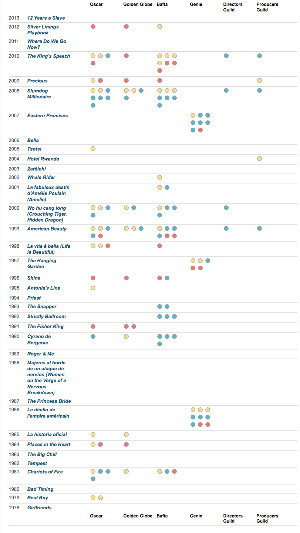 Oscar Golden Globe Bafta Genie Directors Guild Producers Guild
2013 12 Years a Slave
2012 Silver Linings
Playbook
2011 Where Do We Go
Now?
2010 The King's Speech
2009 Precious
2008 Slumdog
Millionaire
2007 Eastern Promises
2006 Bella
2005 Tsotsi
2004 Hotel Rwanda
2003 Zatōichi
2002 Whale Rider
2001 Le fabuleux destin
d'Amélie Poulain
(Amelie)
2000 Wo hu cang long
(Crouching Tiger,
Hidden Dragon)
1999 American Beauty
1998 La vita è bella (Life
is Beautiful)
1997 The Hanging
Garden
1996 Shine
1995 Antonia's Line
1994 Priest
1993 The Snapper
1992 Strictly Ballroom
1991 The Fisher King
1990 Cyrano de
Bergerac
1989 Roger & Me
1988 Mujeres al borde
de un ataque de
nervios (Women
on the Verge of a
Nervous
Breakdown)
1987 The Princess Bride
1986 Le déclin de
l'empire américain
1985 La historia oficial
1984 Places in the Heart
1983 The Big Chill
1982 Tempest
1981 Chariots of Fire
1980 Bad Timing
1979 Best Boy
1978 Girlfriends
Oscar Golden Globe Bafta Genie Directors Guild Producers Guild